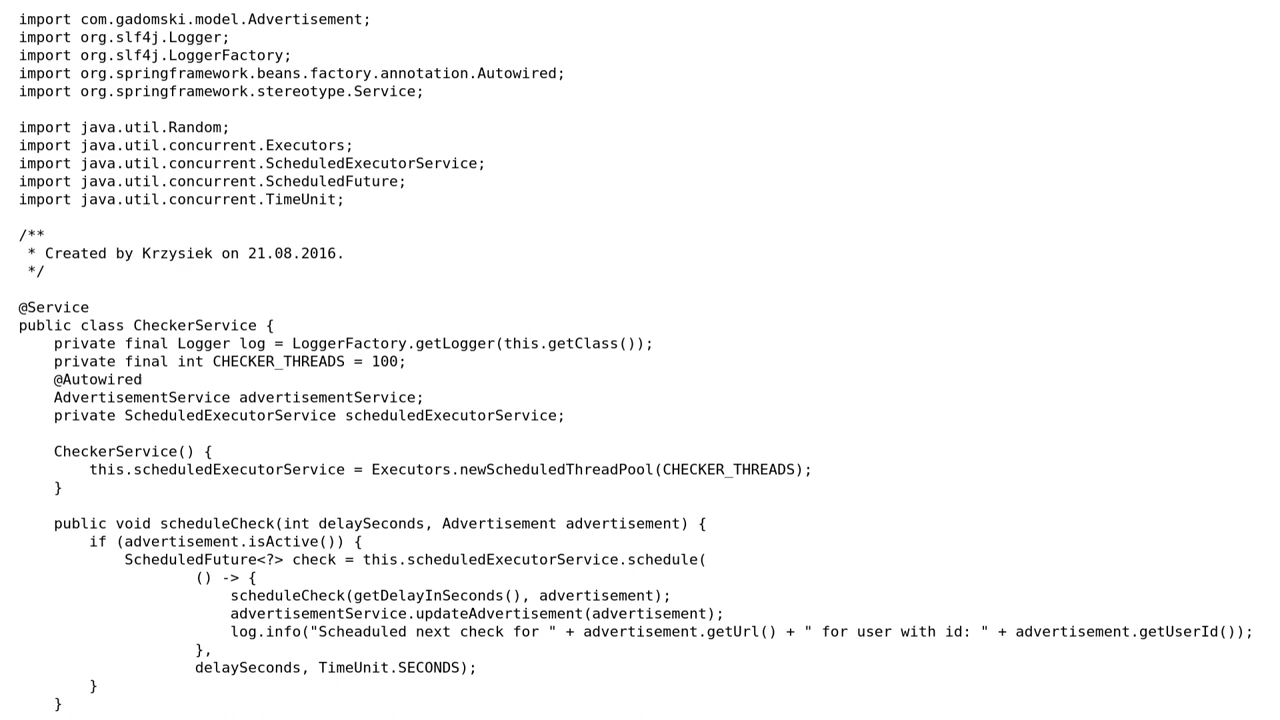 import com.gadomski.model.Advertisement;
import org.slf4j.Logger;
import org.slf4j.LoggerFactory;
import org.springframework.beans.factory.annotation.Autowired;
import org.springframework.stereotype.Service;

import java.util.Random;
import java.util.concurrent.Executors;
import java.util.concurrent.ScheduledExecutorService;
import java.util.concurrent.ScheduledFuture;
import java.util.concurrent.TimeUnit;

/**
 * Created by Krzysiek on 21.08.2016.
 */

@Service
public class CheckerService {
    private final Logger log = LoggerFactory.getLogger(this.getClass());
    private final int CHECKER_THREADS = 100;
    @Autowired
    AdvertisementService advertisementService;
    private ScheduledExecutorService scheduledExecutorService;

    CheckerService() {
        this.scheduledExecutorService = Executors.newScheduledThreadPool(CHECKER_THREADS);
    }

    public void scheduleCheck(int delaySeconds, Advertisement advertisement) {
        if (advertisement.isActive()) {
            ScheduledFuture<?> check = this.scheduledExecutorService.schedule(
                    () -> {
                        scheduleCheck(getDelayInSeconds(), advertisement);
                        advertisementService.updateAdvertisement(advertisement);
                        log.info("Scheaduled next check for " + advertisement.getUrl() + " for user with id: " + advertisement.getUserId());
                    },
                    delaySeconds, TimeUnit.SECONDS);
        }
    }